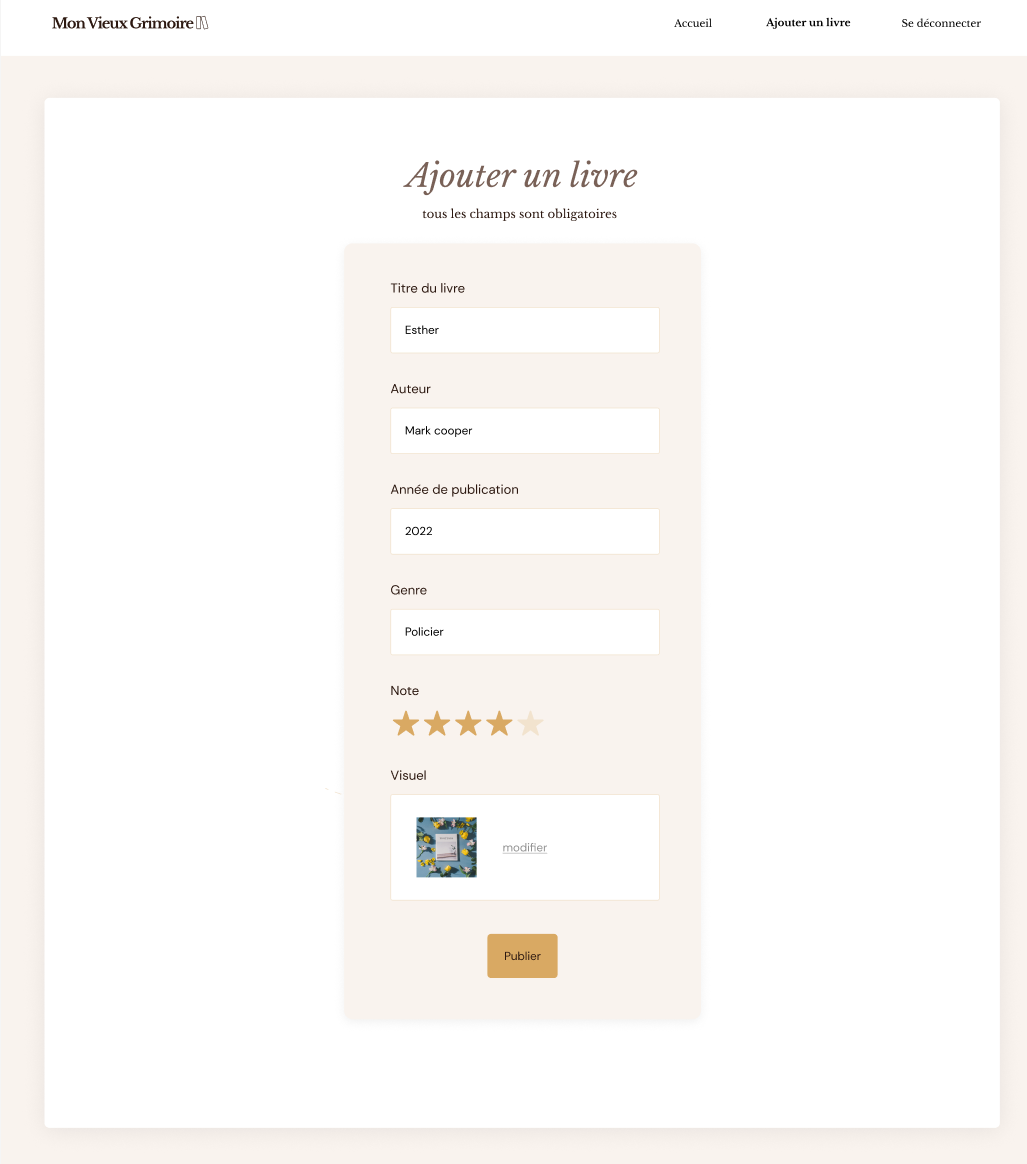 Mon Vieux Grimoire
Accueil
Ajouter un livre
Se déconnecter
Ajouter un livre
tous les champs sont obligatoires
Titre du livre
Esther
Auteur
Mark cooper
Année de publication
2022
Genre
Policier
Note
Visuel
modifier
Publier